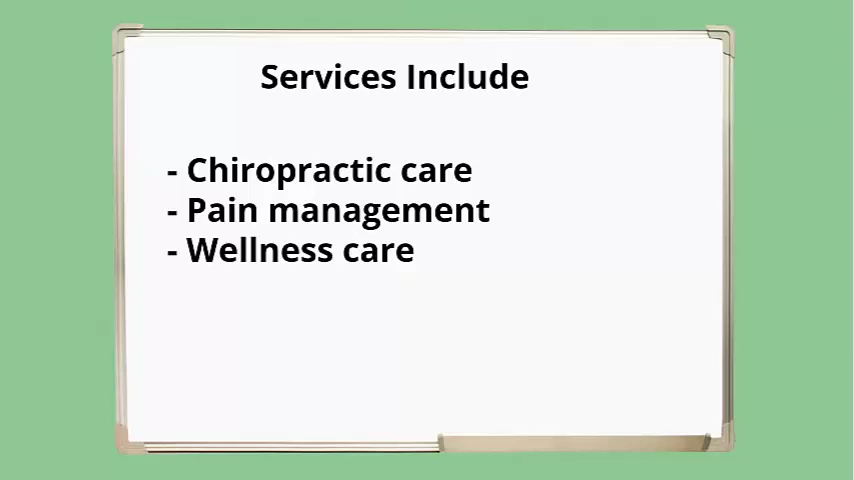 Services Include
- Chiropractic care
- Pain management
- Wellness care